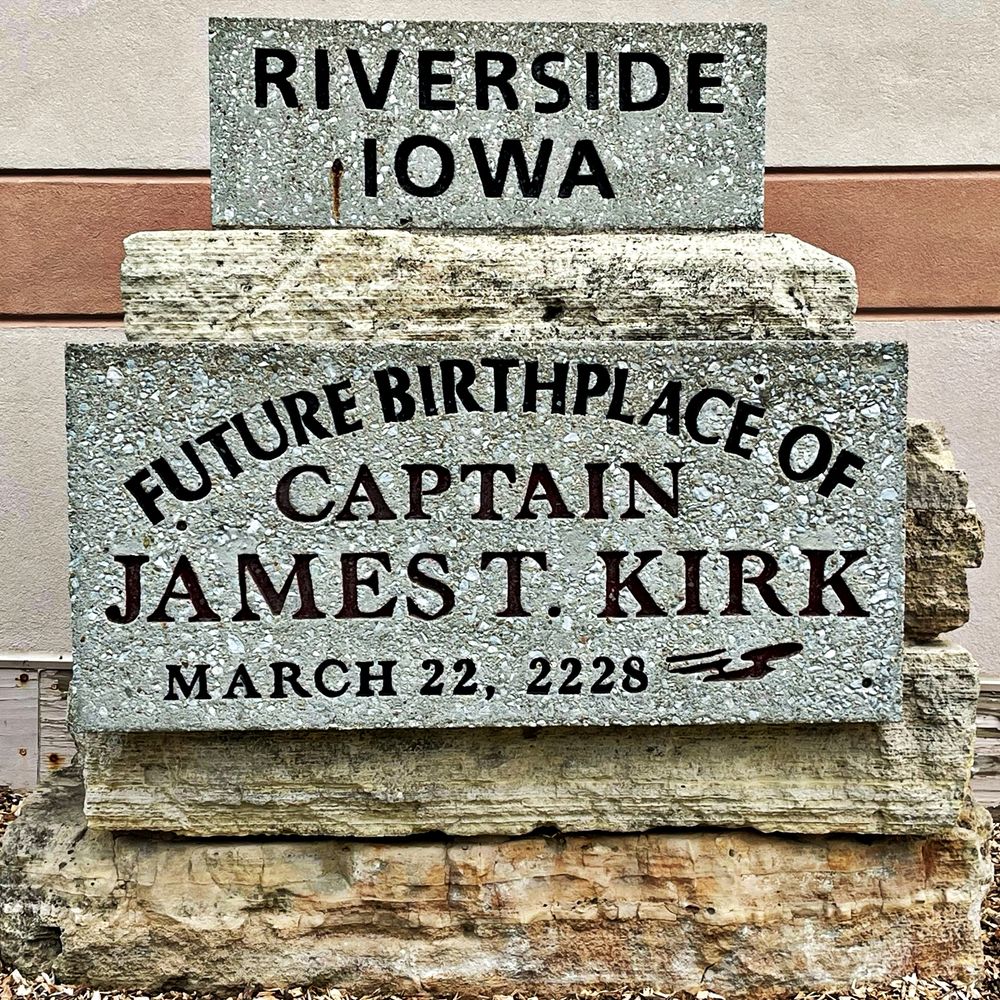 RIVERSIDE
IOWA
FUTURE BIRTHPLACE OF
CAPTAIN
JAMES T. KIRK
MARCH 22, 2228